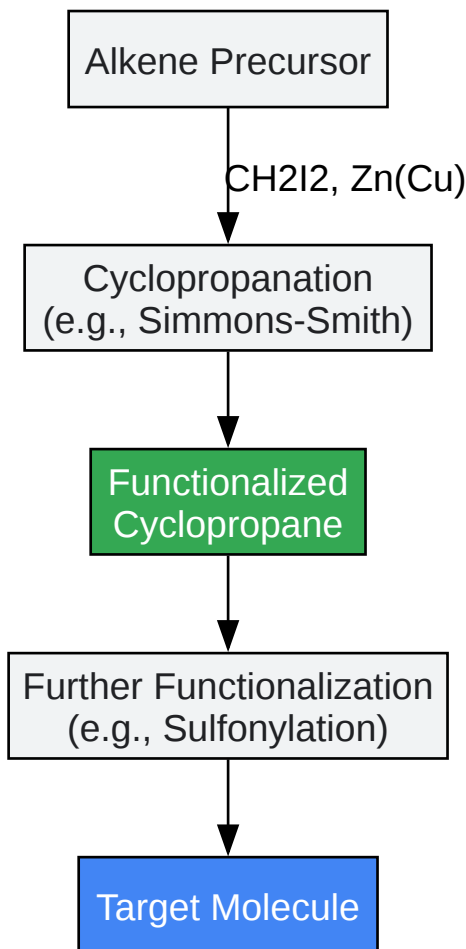 Alkene Precursor
CH2I2, Zn(Cu)
Cyclopropanation
(e.g., Simmons-Smith)
Functionalized
Cyclopropane
Further Functionalization
(e.g., Sulfonylation)
Target Molecule